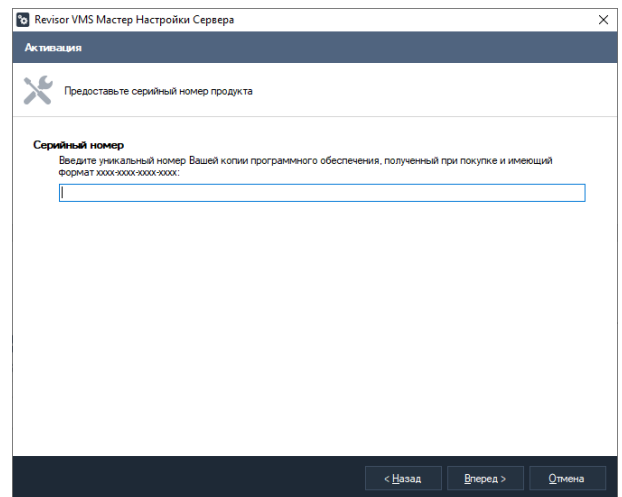 Revisor VMS Мастер Настройки Сервера
Активация
Предоставьте серийный номер продукта
Серийный номер
Введите уникальный номер Вашей копии программного обеспечения, полученный при покупке и имеющий
формат xxxx-xxxx-xxxx-xxxx:
< Назад Вперед > Отмена